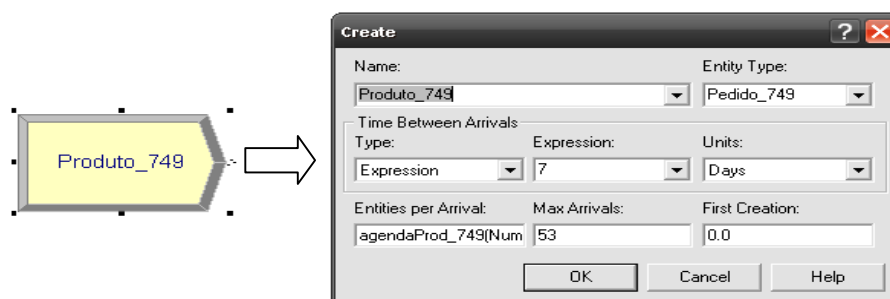 Produto_749
Create
Name:
Entity Type:
Produto_749
Pedido_749
Time Between Arrivals
Type:
Expression:
Units:
Expression
7
Days
Entities per Arrival:
Max Arrivals:
First Creation:
agendaProd_749(Num
53
0.0
OK
Cancel
Help